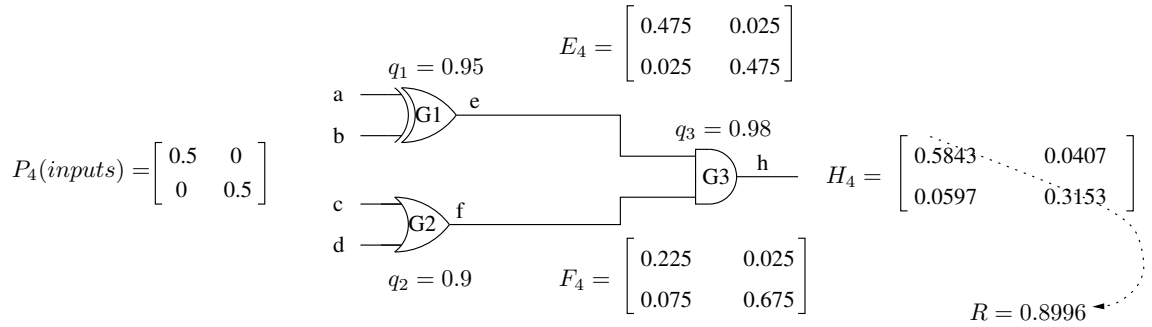 E_4 = [ 0.475 0.025
0.025 0.475 ]
q_1 = 0.95
a
b
G1
e
q_3 = 0.98
P_4(inputs) = [ 0.5 0
0 0.5 ]
G3
h
H_4 = [ 0.5843 0.0407
0.0597 0.3153 ]
c
d
G2
f
q_2 = 0.9
F_4 = [ 0.225 0.025
0.075 0.675 ]
R = 0.8996